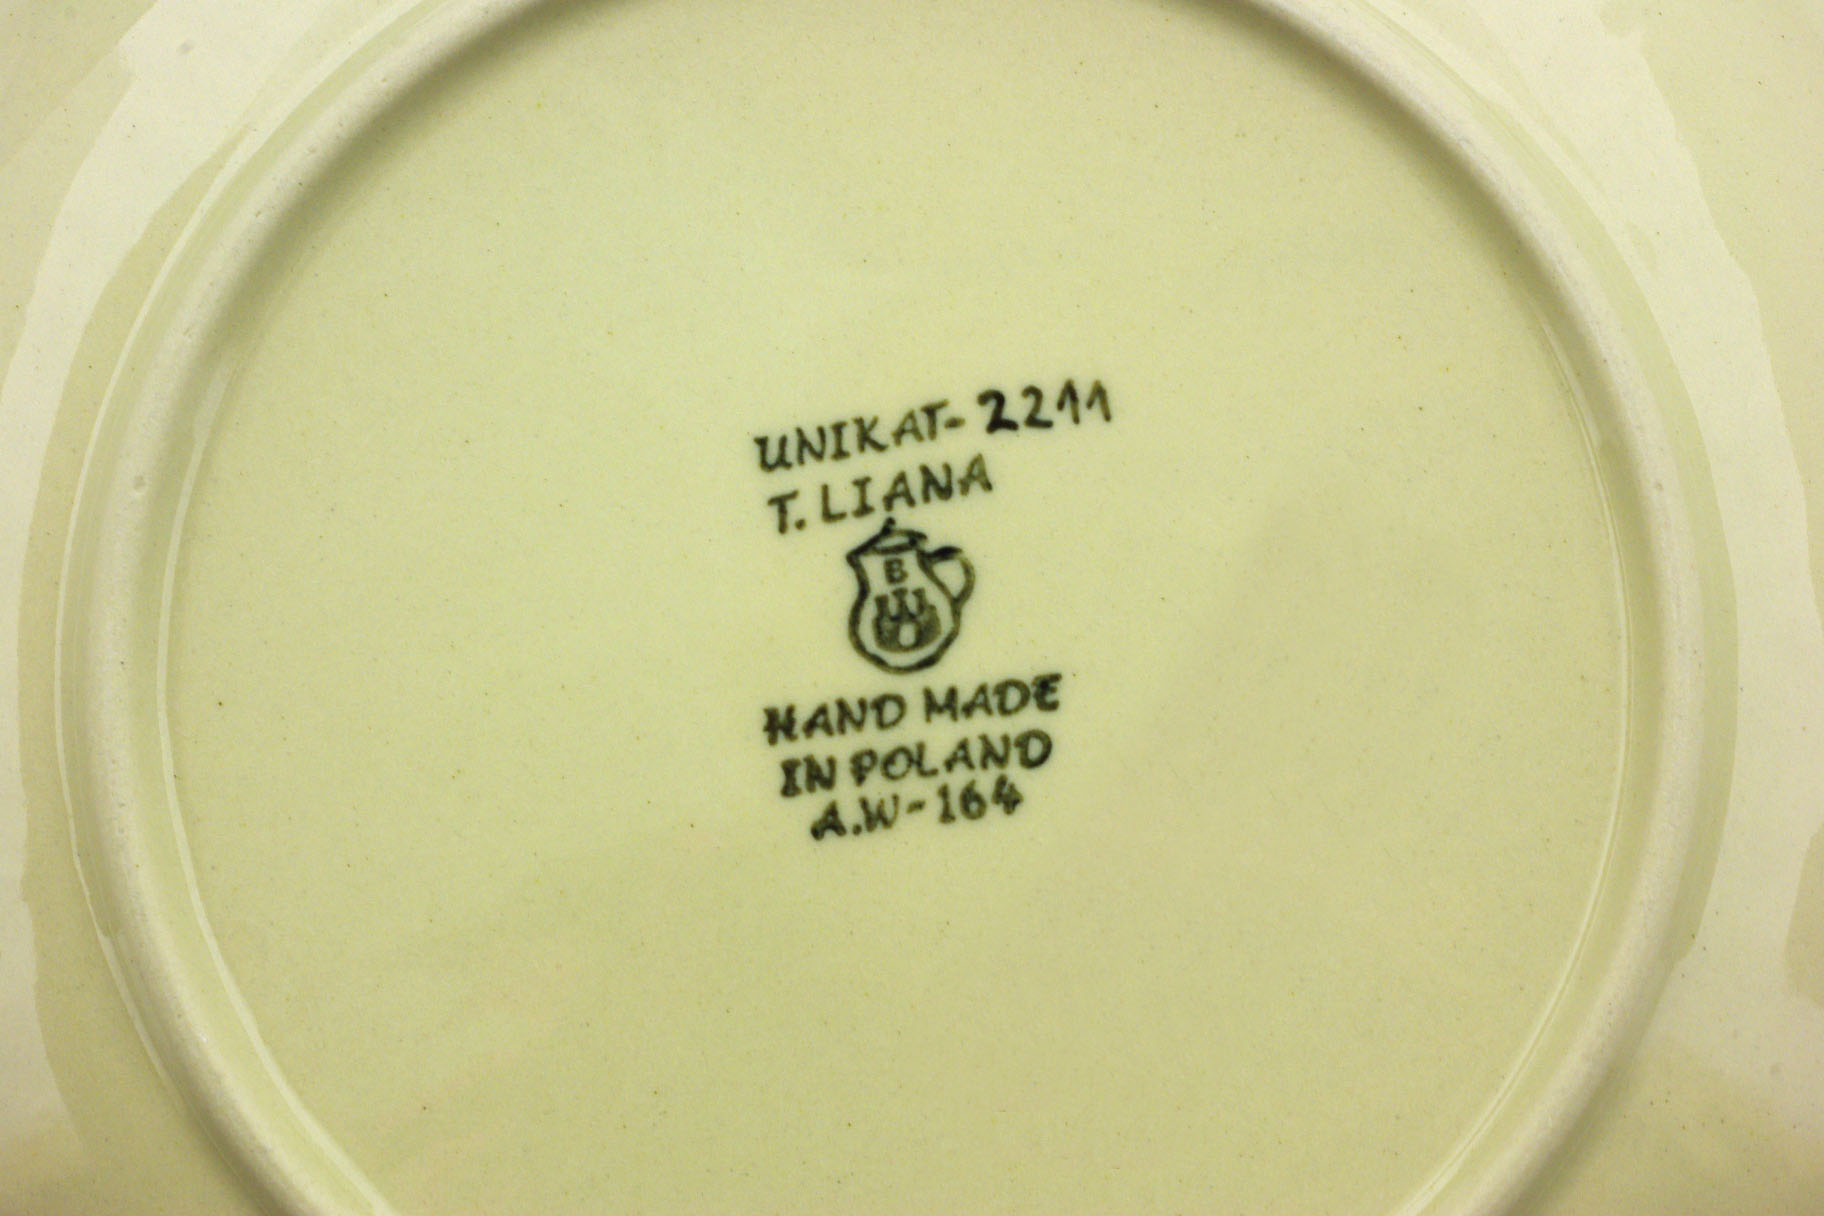 UNIKAT-2211
T. LIANA
B
HAND MADE
IN POLAND
A.W-164